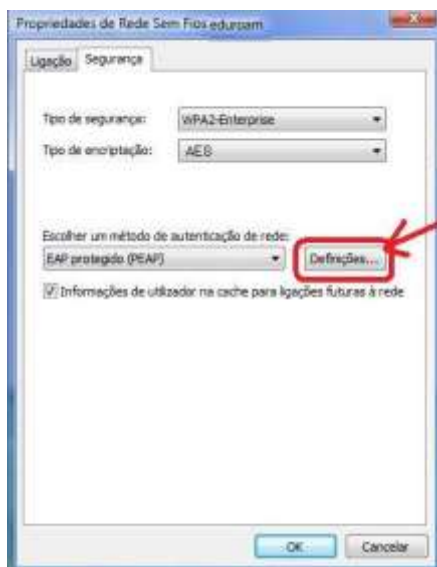 Propriedades de Rede Sem Fios eduroam
Ligação Segurança
Tipo de segurança: WPA2-Enterprise
Tipo de encriptação: AES
Escolher um método de autenticação de rede:
EAP protegido (PEAP) Definições...
Informações de utilizador na cache para ligações futuras à rede
OK Cancelar